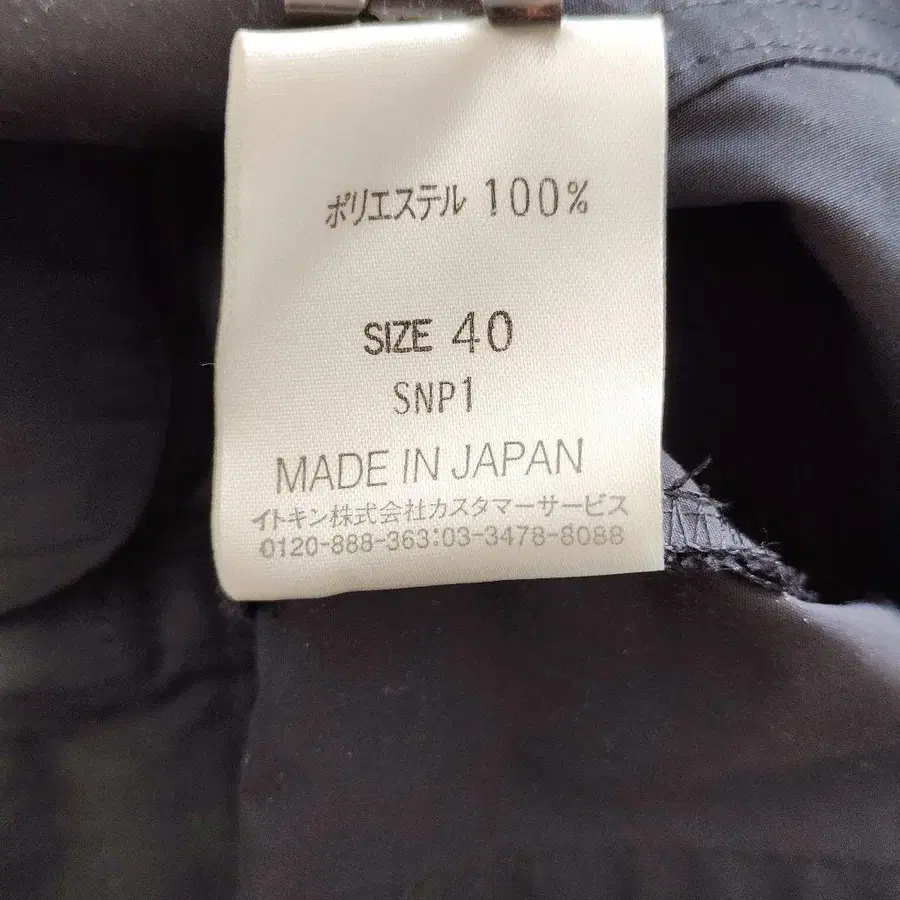 ポリエステル 100%
SIZE 40
SNP1
MADE IN JAPAN
イトキン株式会社カスタマーサービス
0120-888-363:03-3478-8088